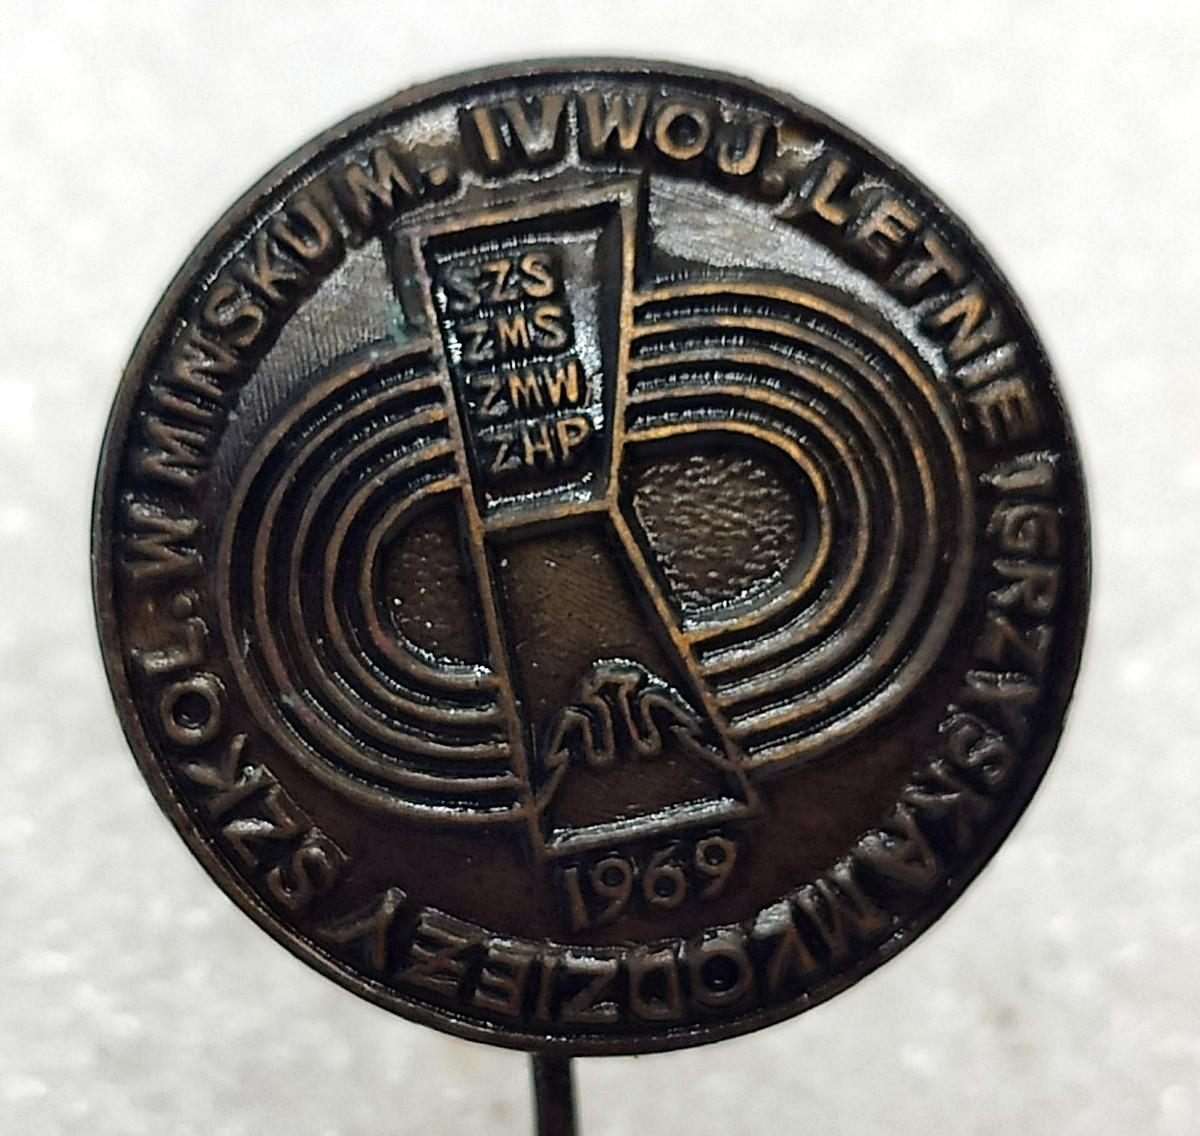 IV WOJ. LETNIE IGRZYSKA MŁODZIEŻY SZKOL. W MIŃSKU M.
SZS
ZMS
ZMW
ZHP
1969